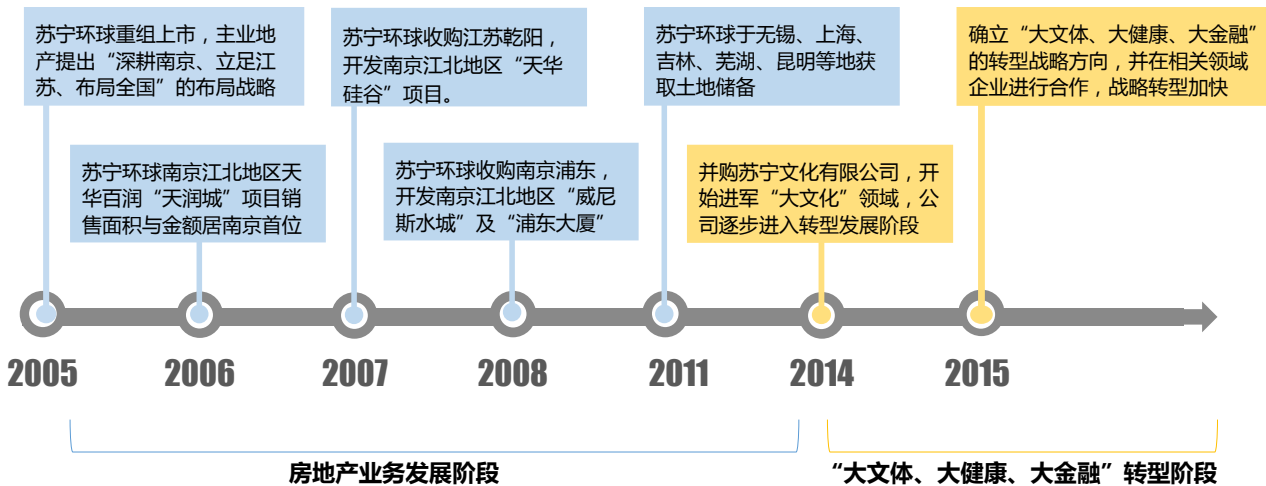 苏宁环球重组上市，主业地
产提出“深耕南京、立足江
苏、布局全国”的布局战略
苏宁环球收购江苏乾阳，
开发南京江北地区“天华
硅谷”项目。
苏宁环球于无锡、上海、
吉林、芜湖、昆明等地获
取土地储备
确立“大文体、大健康、大金融”
的转型战略方向，并在相关领域
企业进行合作，战略转型加快
苏宁环球南京江北地区天
华百润“天润城”项目销
售面积与金额居南京首位
苏宁环球收购南京浦东，
开发南京江北地区“威尼
斯水城”及“浦东大厦”
并购苏宁文化有限公司，开
始进军“大文化”领域，公
司逐步进入转型发展阶段
2005
2006
2007
2008
2011
2014
2015
房地产业务发展阶段
“大文体、大健康、大金融”转型阶段